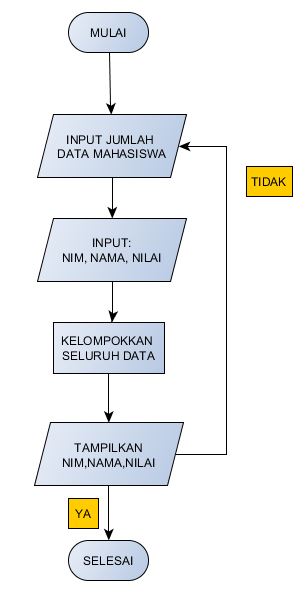 MULAI
INPUT JUMLAH
DATA MAHASISWA
TIDAK
INPUT:
NIM, NAMA, NILAI
KELOMPOKKAN
SELURUH DATA
TAMPILKAN
NIM,NAMA,NILAI
YA
SELESAI